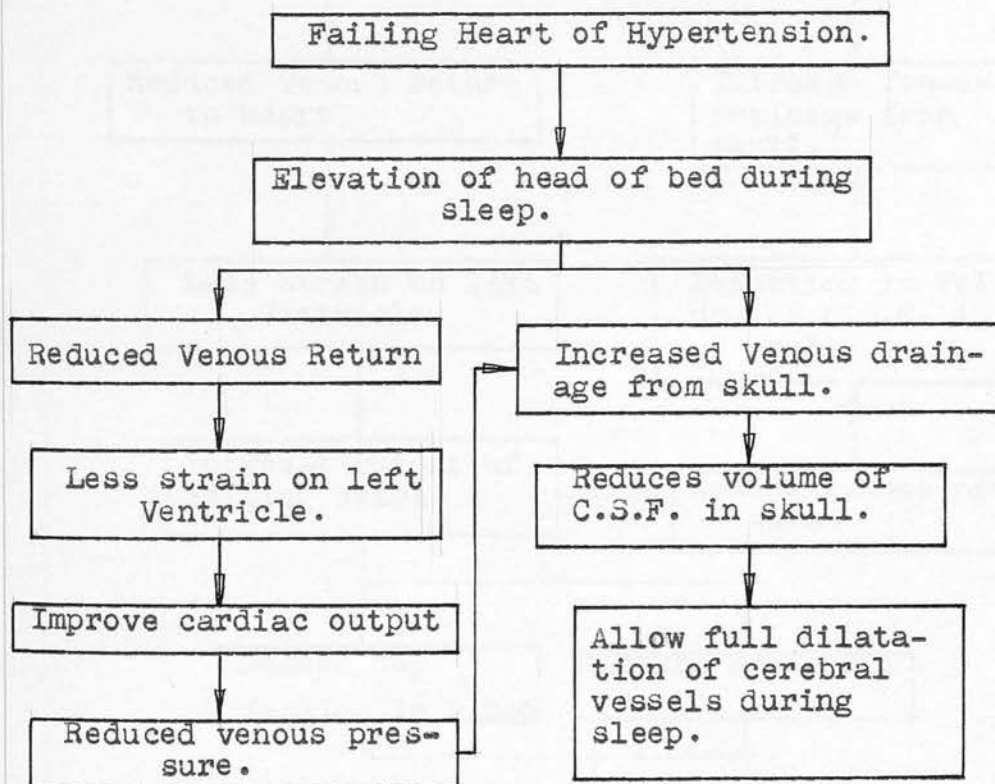 Failing Heart of Hypertension.
Elevation of head of bed during
sleep.
Reduced Venous Return
Less strain on left
Ventricle.
Improve cardiac output
Reduced venous pres-
sure.
Increased Venous drain-
age from skull.
Reduces volume of
C.S.F. in skull.
Allow full dilata-
tion of cerebral
vessels during
sleep.